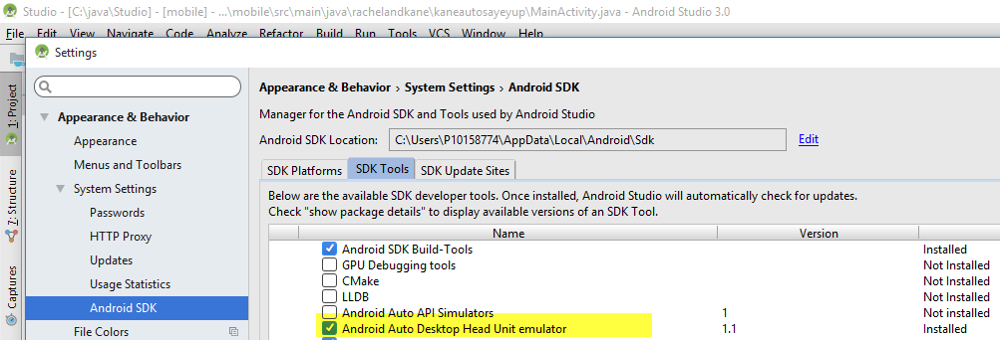 Studio - [C:\java\Studio] - [mobile] - ...\mobile\src\main\java\rachelandkane\kaneautosayeyup\MainActivity.java - Android Studio 3.0
File Edit View Navigate Code Analyze Refactor Build Run Tools VCS Window Help
Settings
1: Project
7: Structure
Captures
Appearance & Behavior
Appearance
Menus and Toolbars
System Settings
Passwords
HTTP Proxy
Updates
Usage Statistics
Android SDK
File Colors
Appearance & Behavior › System Settings › Android SDK
Manager for the Android SDK and Tools used by Android Studio
Android SDK Location: C:\Users\P10158774\AppData\Local\Android\Sdk Edit
SDK Platforms SDK Tools SDK Update Sites
Below are the available SDK developer tools. Once installed, Android Studio will automatically check for updates.
Check "show package details" to display available versions of an SDK Tool.
Name Version
Android SDK Build-Tools Installed
GPU Debugging tools Not Installed
CMake Not Installed
LLDB Not Installed
Android Auto API Simulators 1 Not installed
Android Auto Desktop Head Unit emulator 1.1 Installed